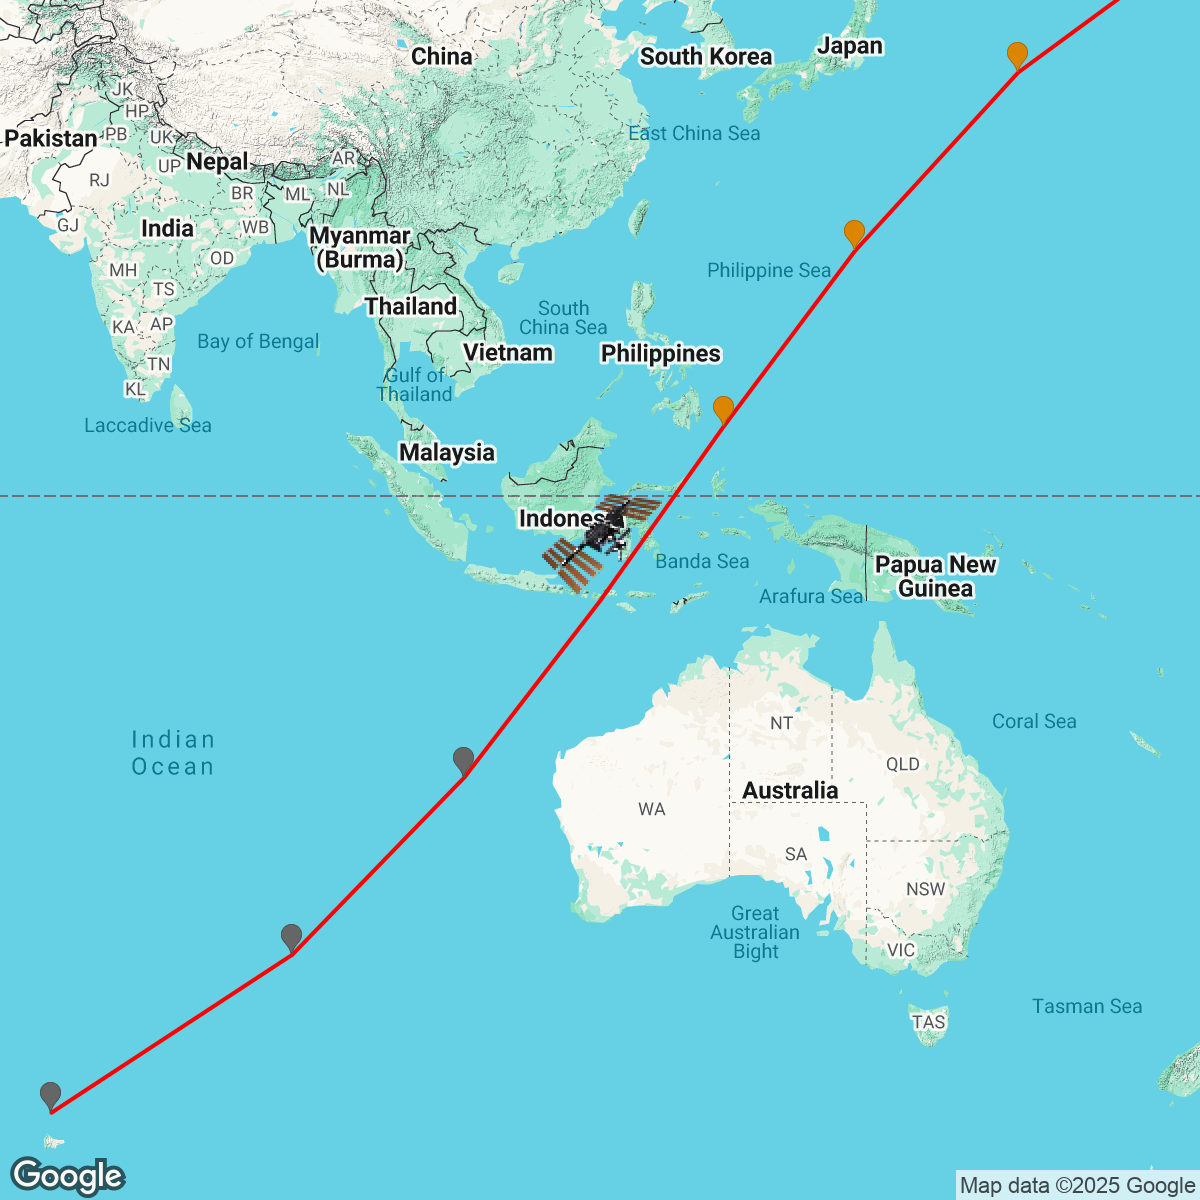 China
South Korea
Japan
JK
HP
East China Sea
Pakistan
PB
UK
Nepal
AR
UP
RJ
BR
ML
NL
GJ
India
WB
Myanmar
(Burma)
OD
MH
Philippine Sea
TS
Thailand
South
China Sea
KA
AP
Bay of Bengal
Vietnam
Philippines
TN
KL
Gulf of
Thailand
Laccadive Sea
Malaysia
Indones
Banda Sea
Papua New
Guinea
Arafura Sea
NT
Coral Sea
Indian
Ocean
QLD
Australia
WA
SA
NSW
Great
Australian
Bight
VIC
Tasman Sea
TAS
Google
Map data ©2025 Google